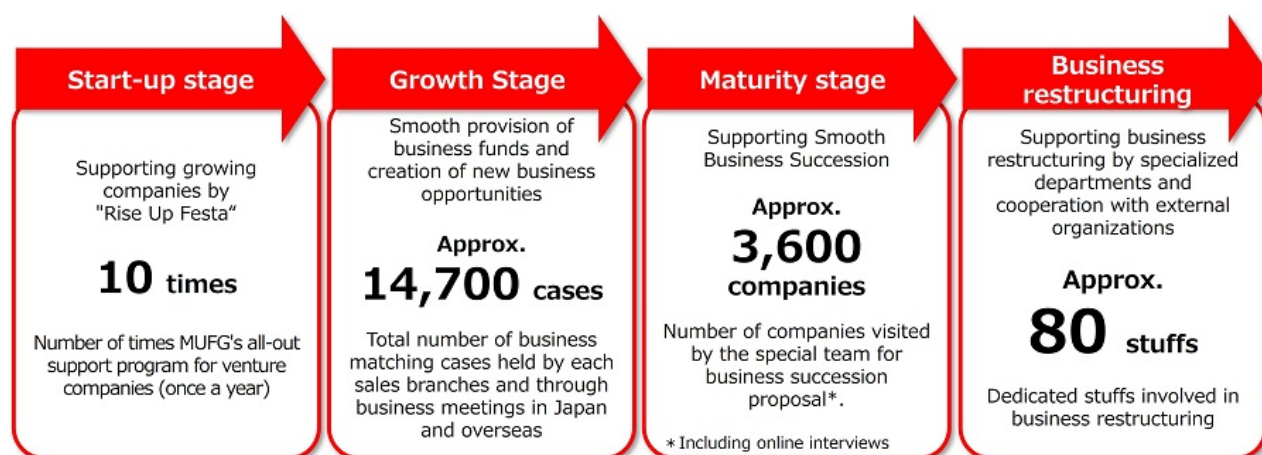 Start-up stage
Supporting growing
companies by
"Rise Up Festa“
10 times
Number of times MUFG's all-out
support program for venture
companies (once a year)
Growth Stage
Smooth provision of
business funds and
creation of new business
opportunities
Approx.
14,700 cases
Total number of business
matching cases held by each
sales branches and through
business meetings in Japan
and overseas
Maturity stage
Supporting Smooth
Business Succession
Approx.
3,600
companies
Number of companies visited
by the special team for
business succession
proposal*.
* Including online interviews
Business
restructuring
Supporting business
restructuring by specialized
departments and
cooperation with external
organizations
Approx.
80 stuffs
Dedicated stuffs involved in
business restructuring